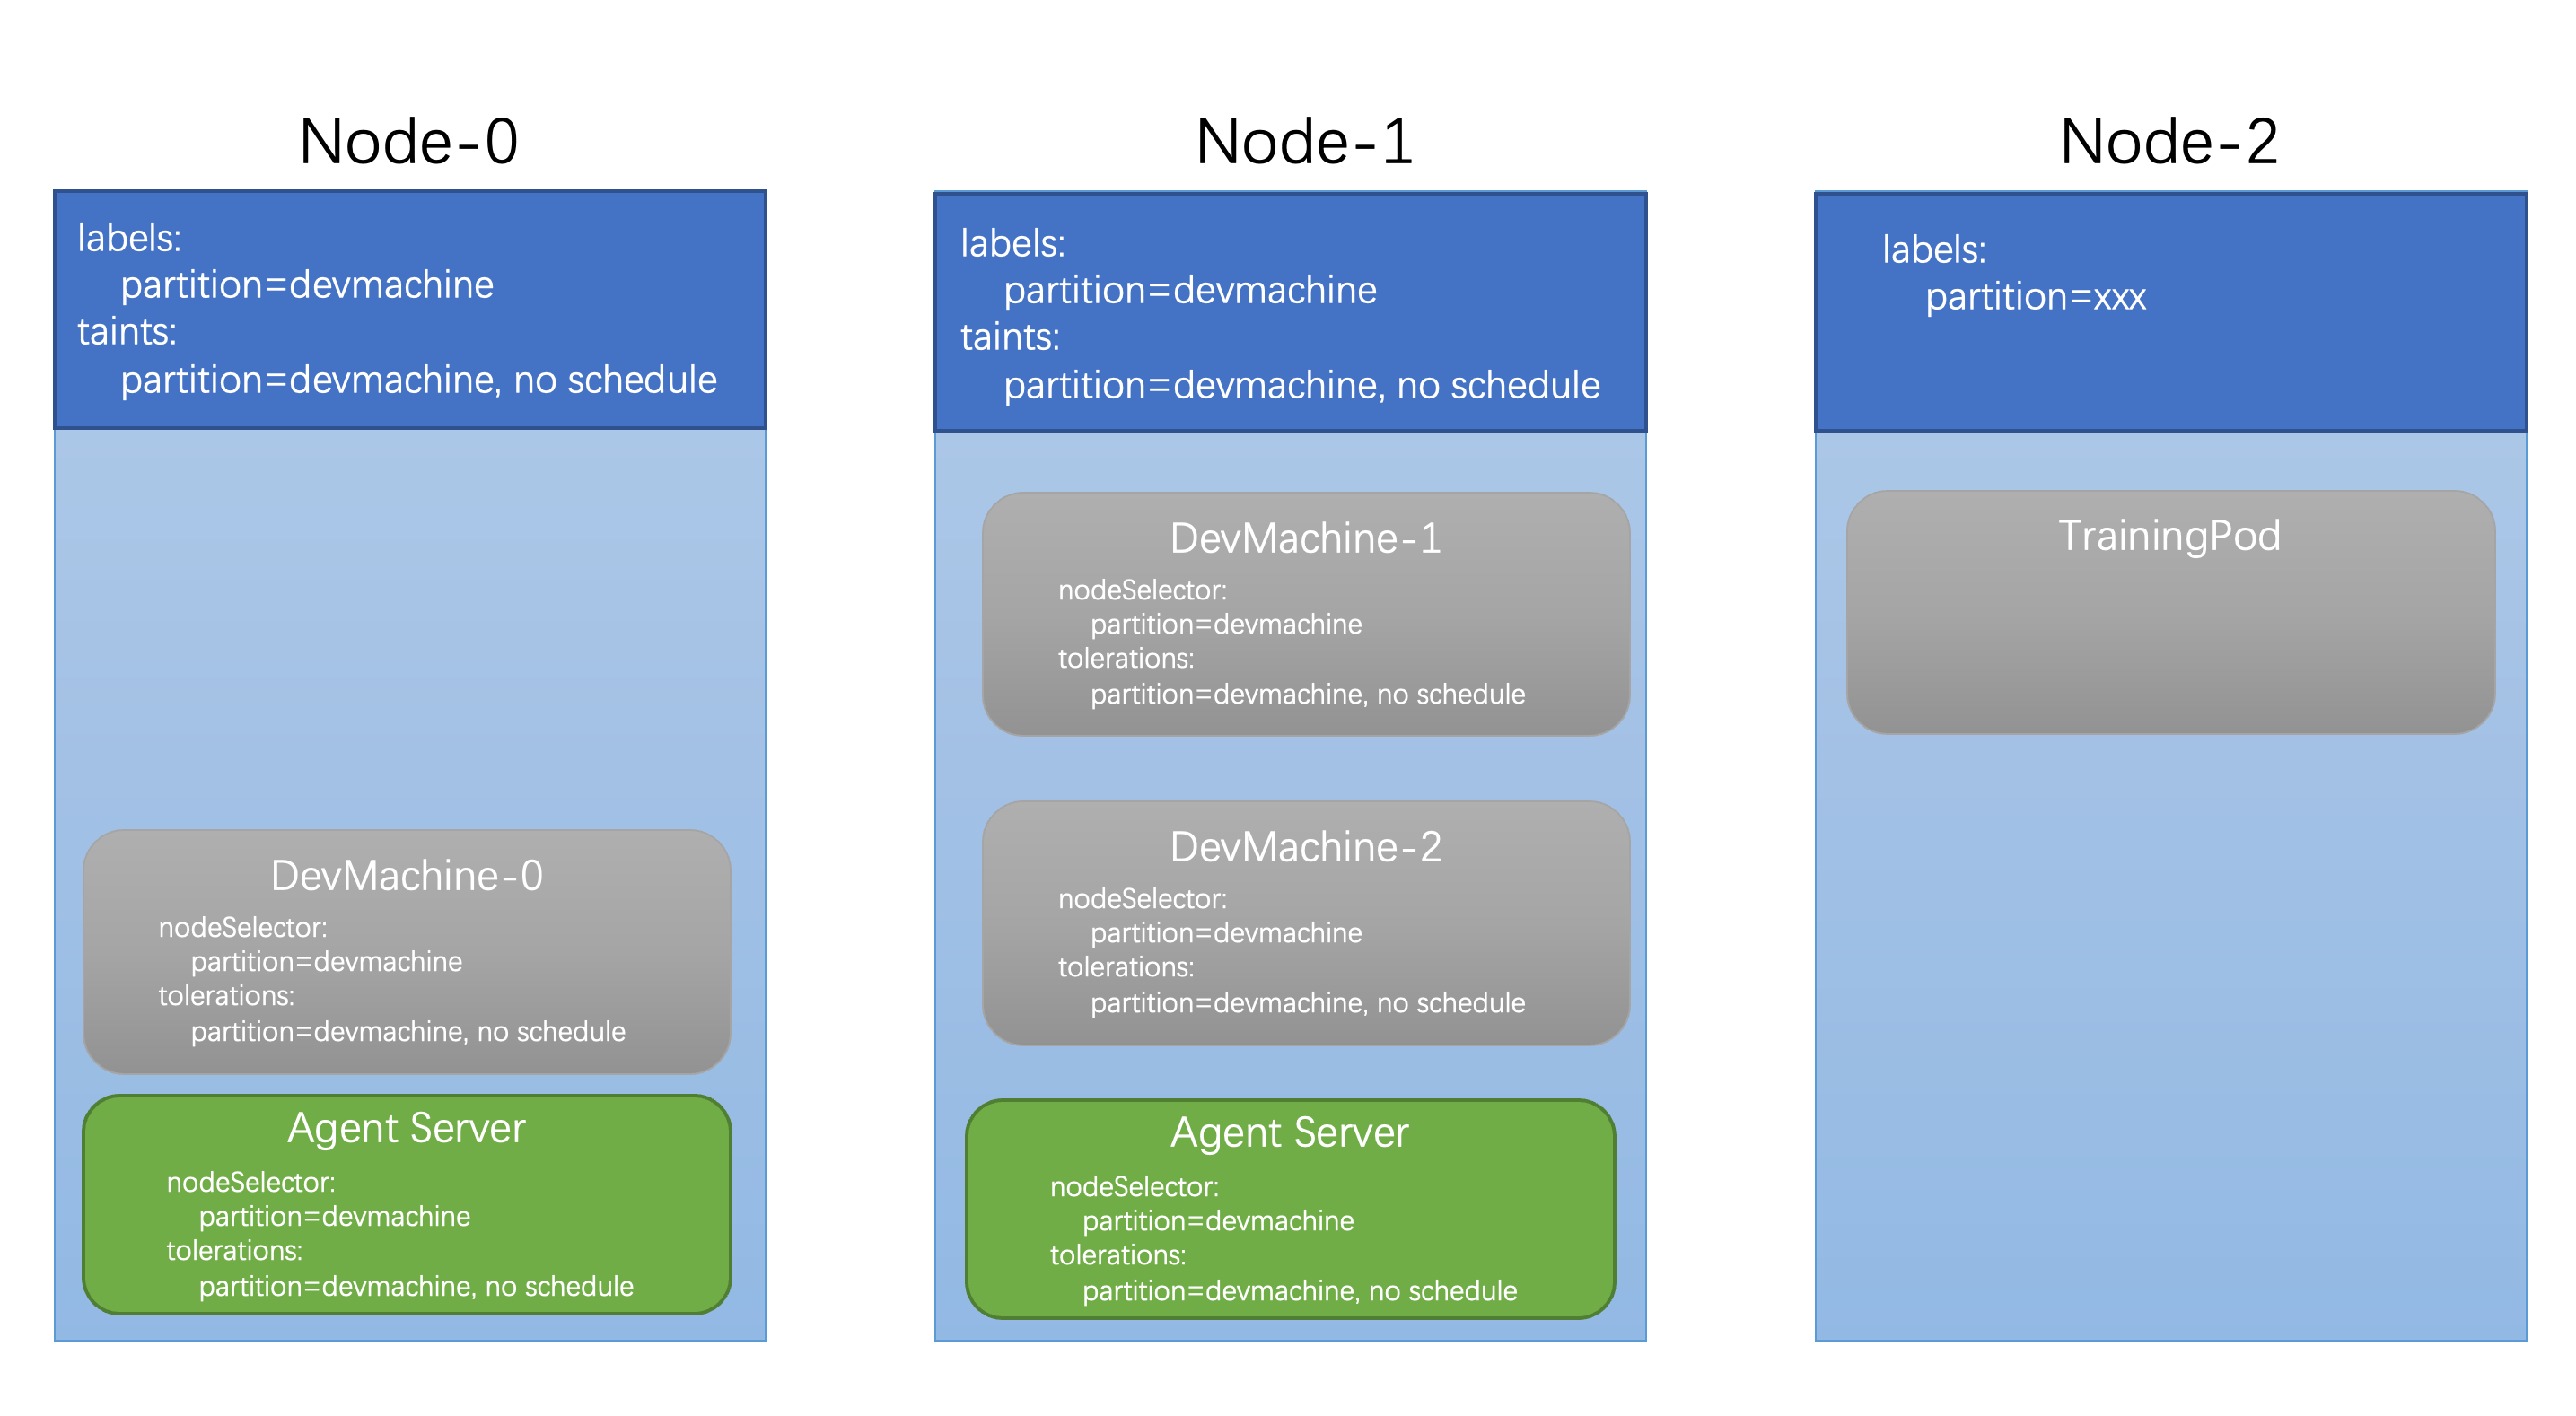 Node-0
labels:
partition=devmachine
taints:
partition=devmachine, no schedule
DevMachine-0
nodeSelector:
partition=devmachine
tolerations:
partition=devmachine, no schedule
Agent Server
nodeSelector:
partition=devmachine
tolerations:
partition=devmachine, no schedule
Node-1
labels:
partition=devmachine
taints:
partition=devmachine, no schedule
DevMachine-1
nodeSelector:
partition=devmachine
tolerations:
partition=devmachine, no schedule
DevMachine-2
nodeSelector:
partition=devmachine
tolerations:
partition=devmachine, no schedule
Agent Server
nodeSelector:
partition=devmachine
tolerations:
partition=devmachine, no schedule
Node-2
labels:
partition=xxx
TrainingPod